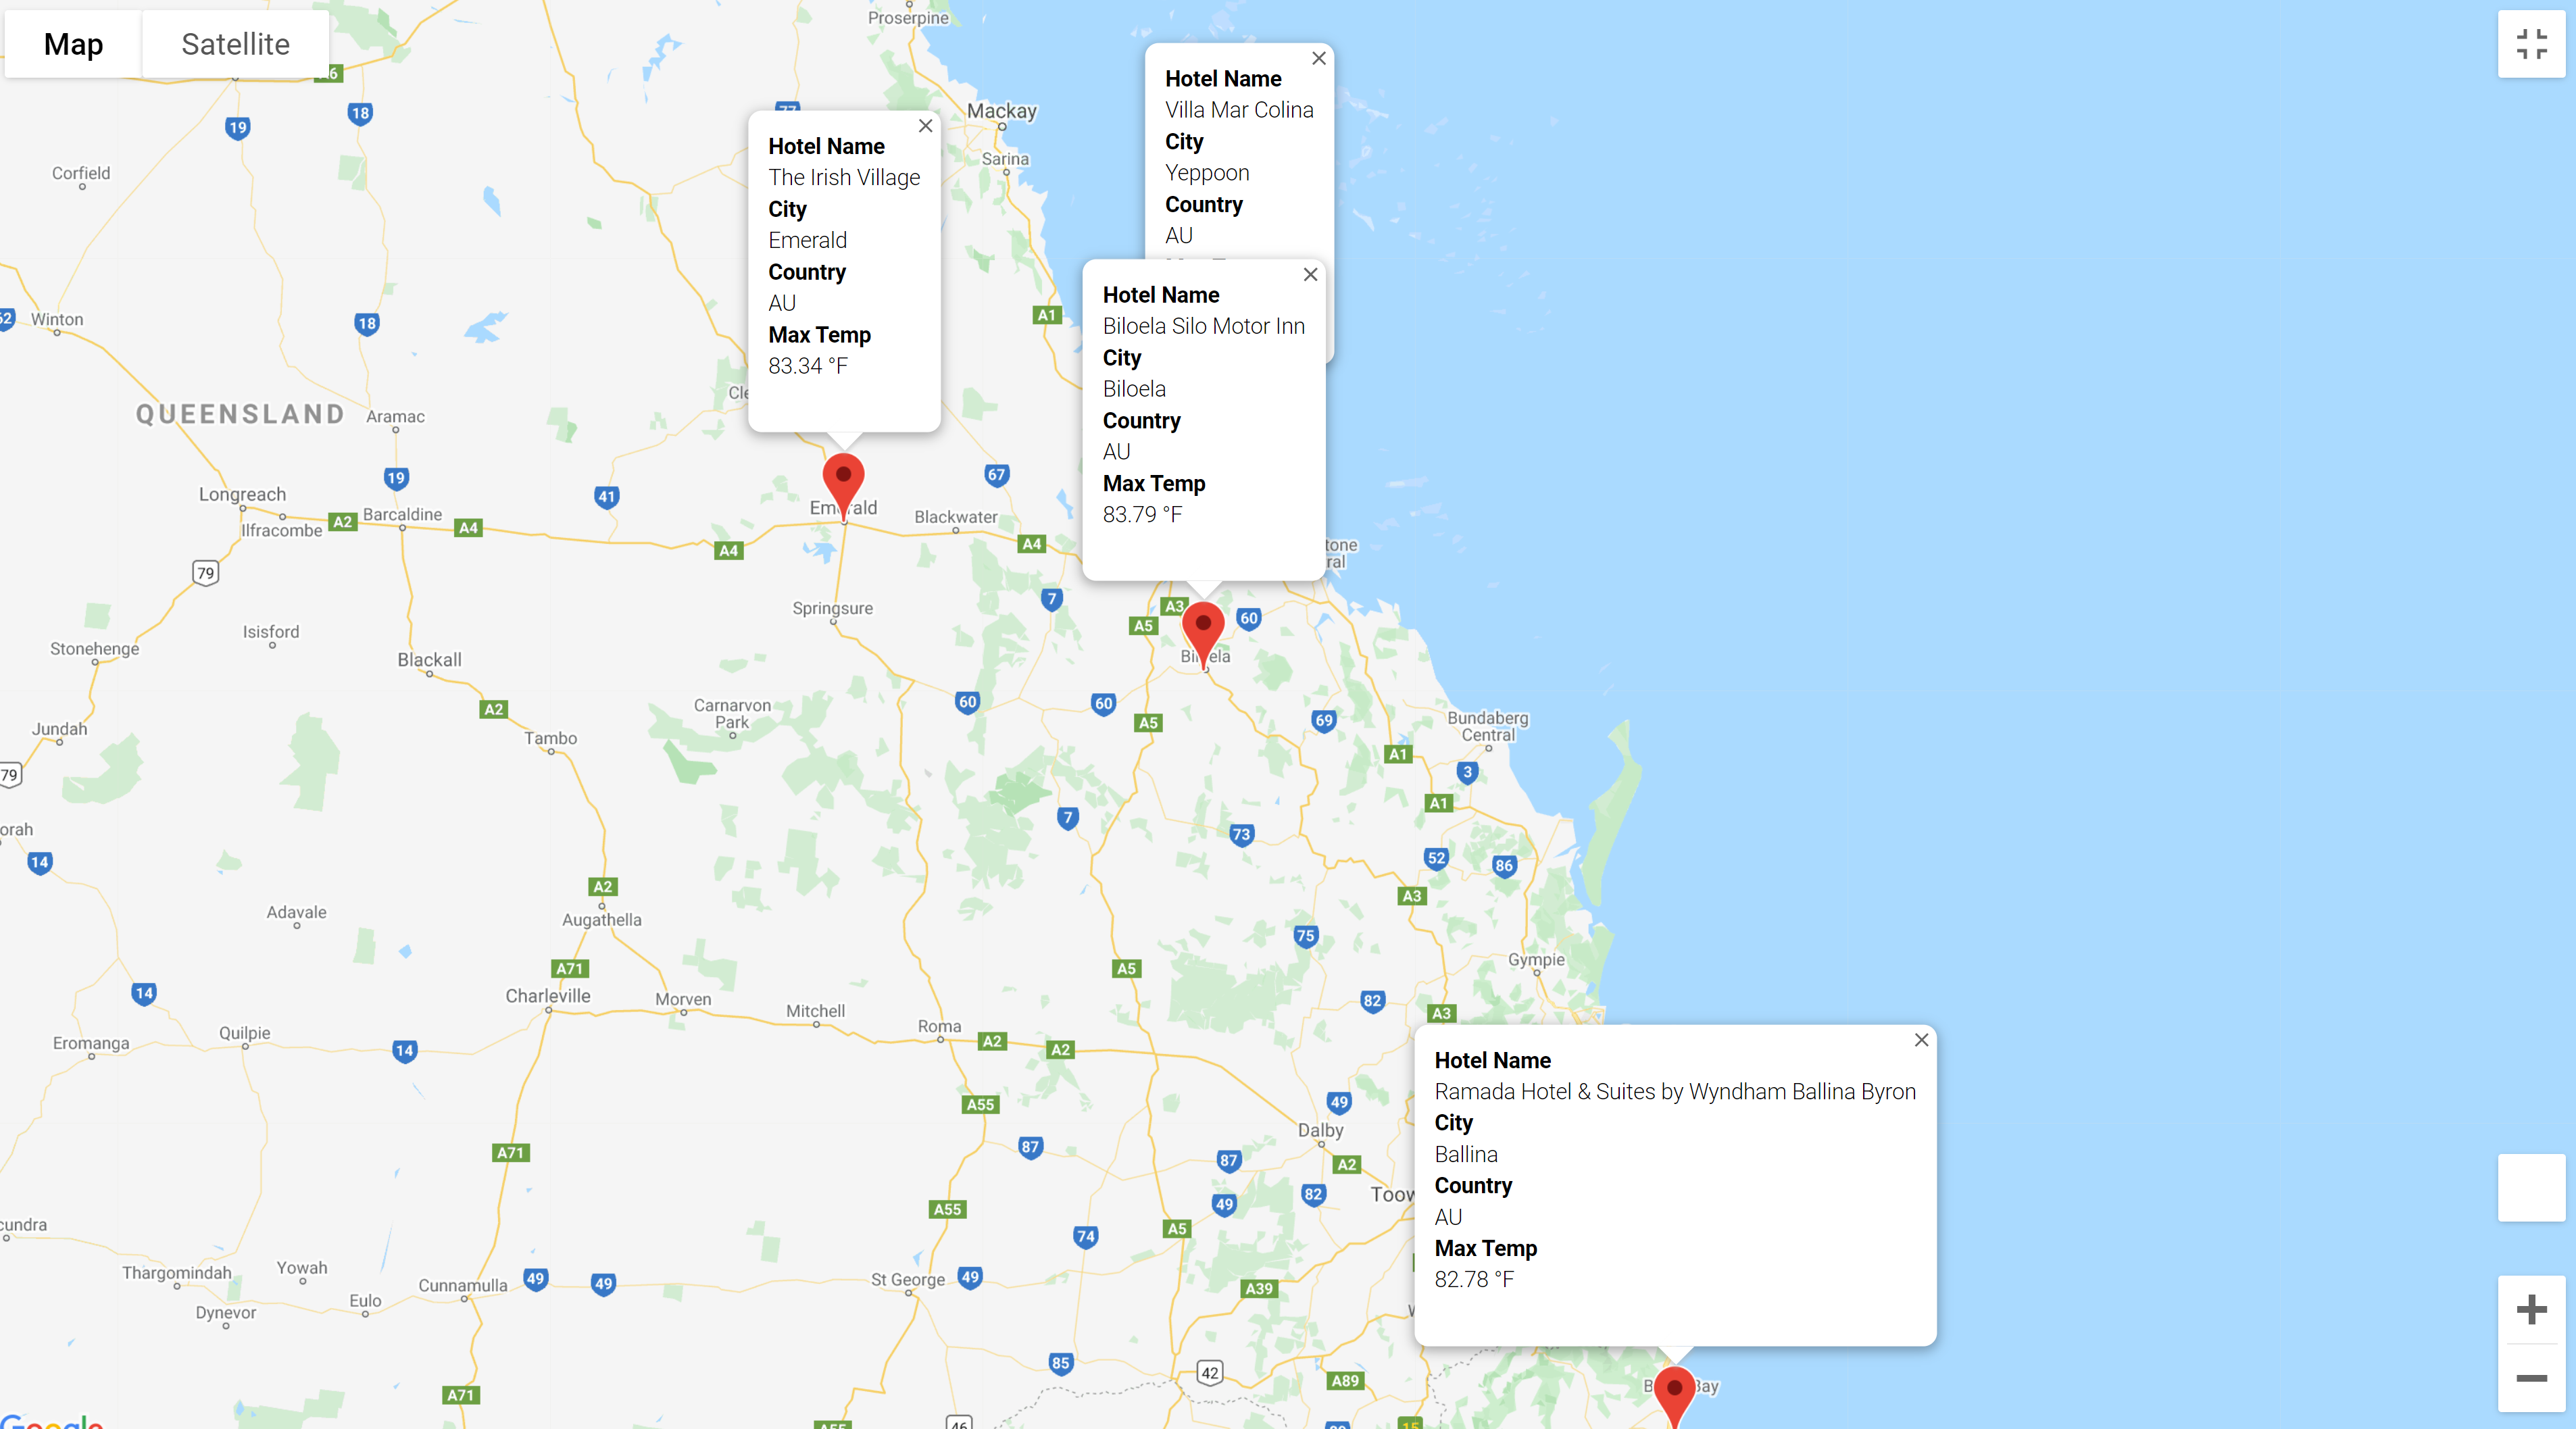 Map
Satellite
Proserpine
Mackay
Sarina
Corfield
Winton
QUEENSLAND
Aramac
Longreach
Ilfracombe
Barcaldine
Emerald
Blackwater
Springsure
Isisford
Stonehenge
Blackall
Jundah
Tambo
Carnarvon
Park
Bundaberg
Central
Adavale
Augathella
Gympie
Charleville
Morven
Mitchell
Roma
Quilpie
Eromanga
Dalby
Thargomindah
Yowah
Cunnamulla
St George
Eulo
Dynevor
Biloela
Hotel Name
The Irish Village
City
Emerald
Country
AU
Max Temp
83.34 °F
Hotel Name
Villa Mar Colina
City
Yeppoon
Country
AU
Hotel Name
Biloela Silo Motor Inn
City
Biloela
Country
AU
Max Temp
83.79 °F
Hotel Name
Ramada Hotel & Suites by Wyndham Ballina Byron
City
Ballina
Country
AU
Max Temp
82.78 °F
19
18
18
19
41
67
A1
A2
A4
A4
A4
79
7
A3
A5
60
60
60
A5
69
A2
79
A1
3
A1
7
73
52
86
14
A2
A3
75
A71
A5
14
82
A3
14
A2
A2
A55
49
87
87
A2
A71
49
82
A55
74
A5
49
49
49
A39
85
42
A89
A71
46
15
Google